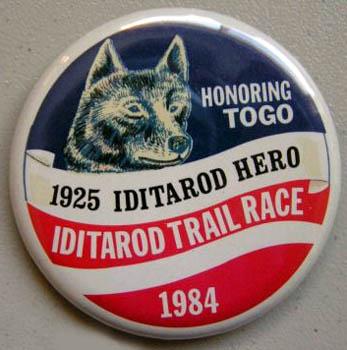 HONORING
TOGO
1925 IDITAROD HERO
IDITAROD TRAIL RACE
1984